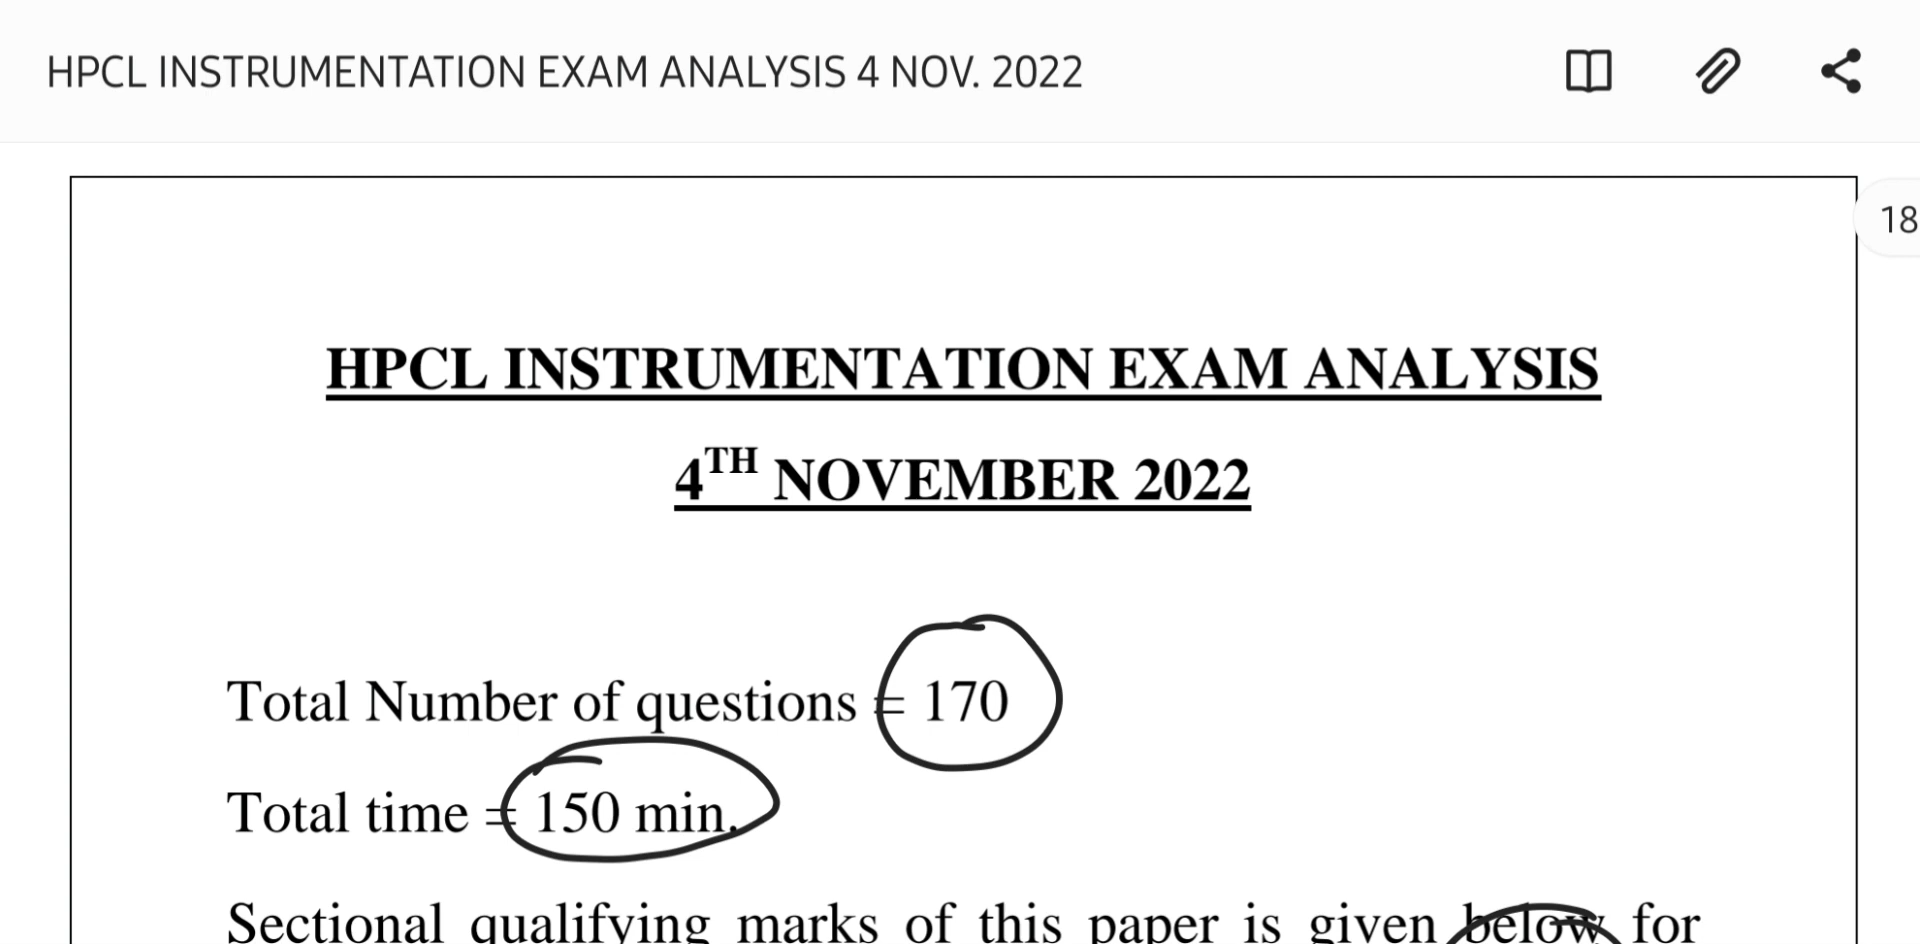 HPCL INSTRUMENTATION EXAM ANALYSIS 4 NOV. 2022
18
HPCL INSTRUMENTATION EXAM ANALYSIS
4TH NOVEMBER 2022
Total Number of questions = 170
Total time = 150 min.
Sectional qualifying marks of this paper is given below for